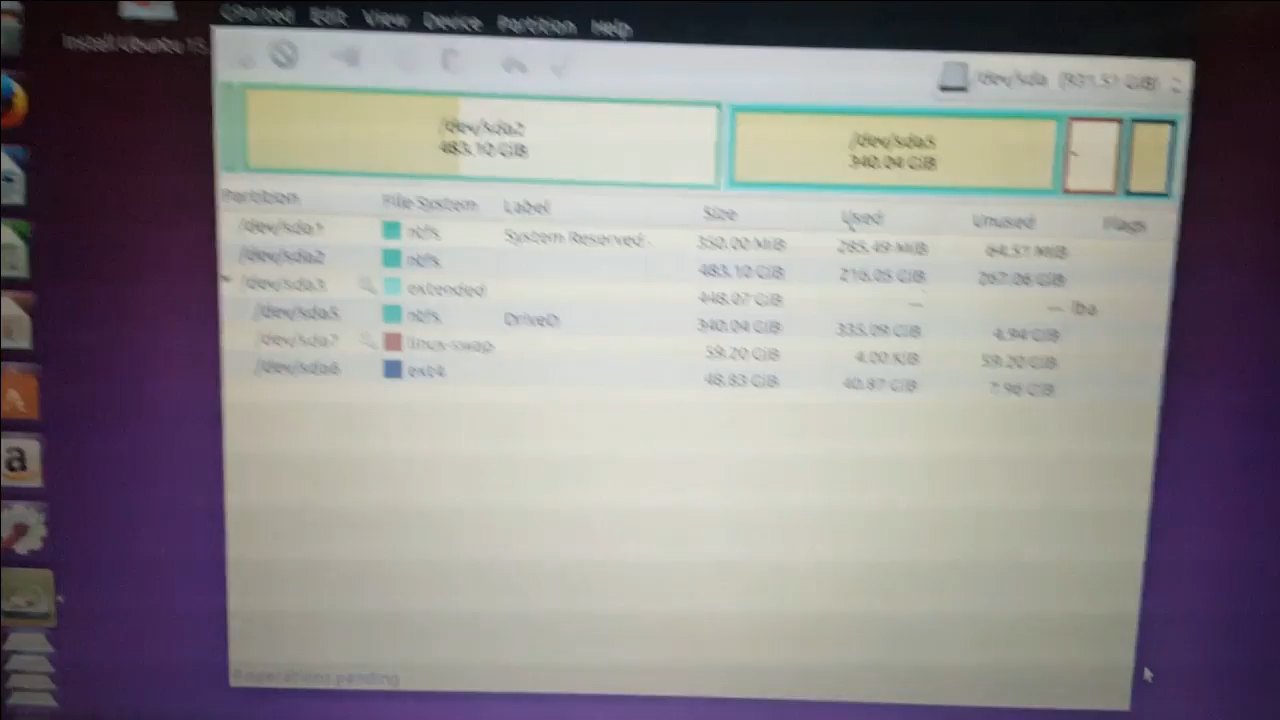 GParted Edit View Device Partition Help
Install Ubuntu 15
/dev/sda (931.51 GiB)
/dev/sda2
483.10 GiB
/dev/sda5
340.04 GiB
Partition File System Label Size Used Unused Flags
/dev/sda1 ntfs System Reserved 350.00 MiB 285.49 MiB 64.51 MiB
/dev/sda2 ntfs 483.10 GiB 216.05 GiB 267.06 GiB
/dev/sda3 extended 448.07 GiB — — lba
/dev/sda5 ntfs DriveD 340.04 GiB 335.09 GiB 4.94 GiB
/dev/sda7 linux-swap 59.20 GiB 4.00 KiB 59.20 GiB
/dev/sda6 ext4 48.83 GiB 40.87 GiB 7.96 GiB
0 operations pending